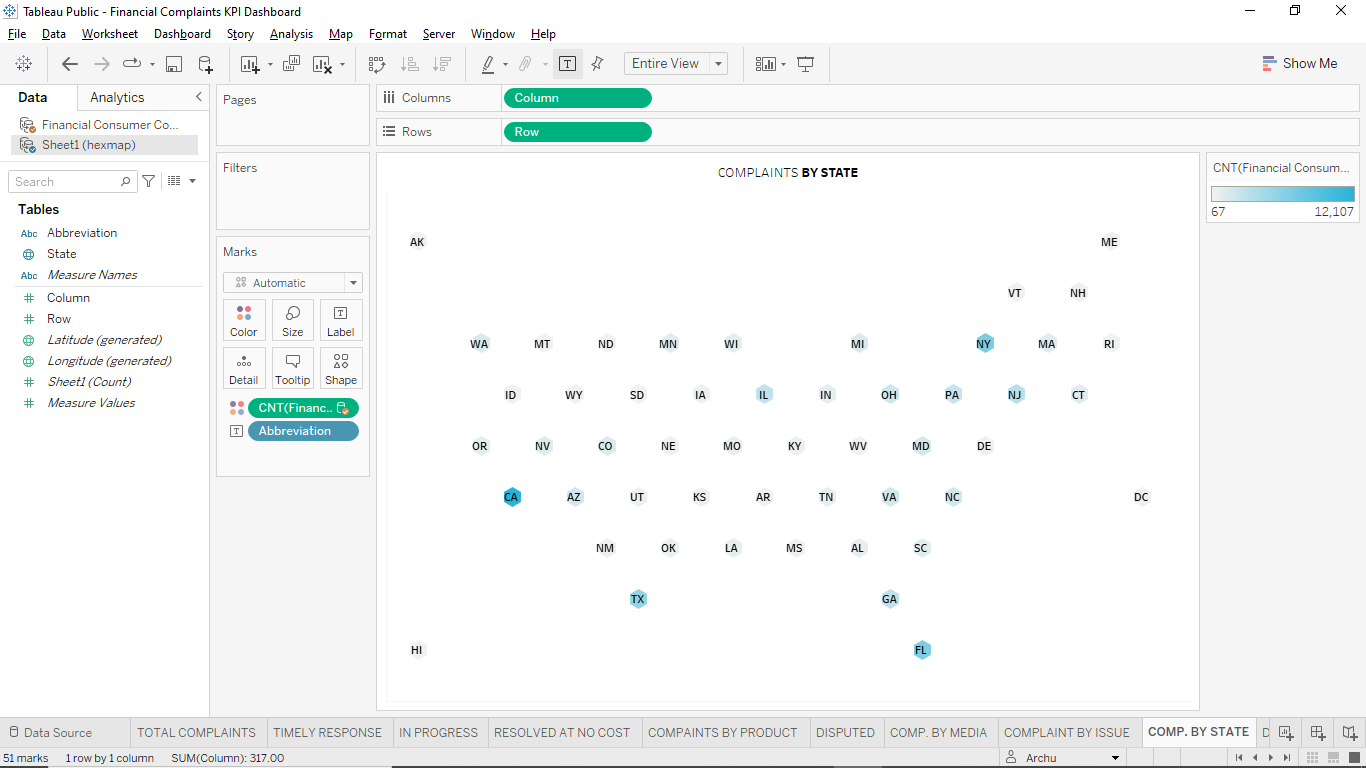 Tableau Public - Financial Complaints KPI Dashboard
File Data Worksheet Dashboard Story Analysis Map Format Server Window Help
Entire View
Show Me
Data Analytics
Financial Consumer Co...
Sheet1 (hexmap)
Search
Tables
Abc Abbreviation
State
Abc Measure Names
Column
Row
Latitude (generated)
Longitude (generated)
Sheet1 (Count)
Measure Values
Pages
Filters
Marks
Automatic
Color Size Label
Detail Tooltip Shape
CNT(Financ..
Abbreviation
Columns Column
Rows Row
COMPLAINTS BY STATE
AK ME
VT NH
WA MT ND MN WI MI NY MA RI
ID WY SD IA IL IN OH PA NJ CT
OR NV CO NE MO KY WV MD DE
CA AZ UT KS AR TN VA NC DC
NM OK LA MS AL SC
TX GA
HI FL
CNT(Financial Consum...
67 12,107
Data Source TOTAL COMPLAINTS TIMELY RESPONSE IN PROGRESS RESOLVED AT NO COST COMPAINTS BY PRODUCT DISPUTED COMP. BY MEDIA COMPLAINT BY ISSUE COMP. BY STATE D
51 marks 1 row by 1 column SUM(Column): 317.00 Archu